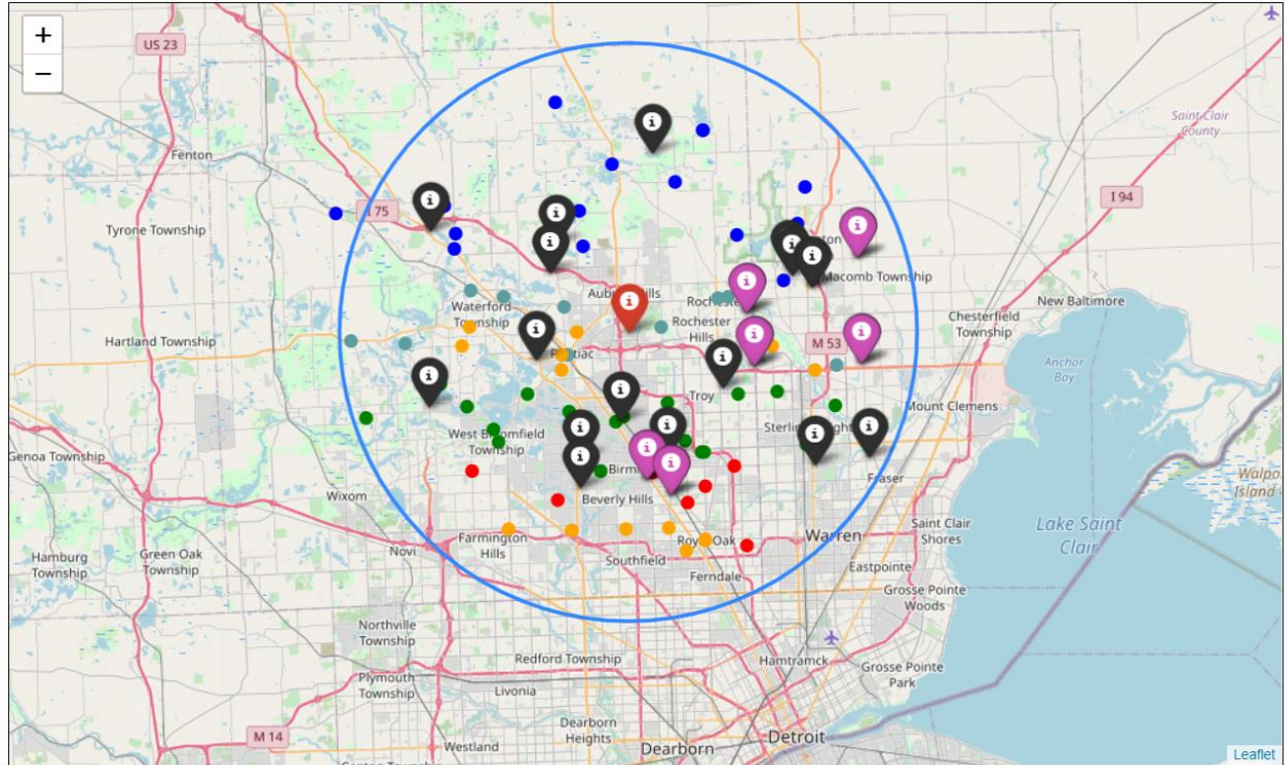 +
−
US 23
Saint Clair
County
Fenton
I 94
I 75
Tyrone Township
Macomb Township
Auburn Hills
New Baltimore
Waterford
Township
Rochester
Rochester
Hills
Chesterfield
Township
Hartland Township
M 53
Pontiac
Anchor
Bay
Troy
Mount Clemens
West Bloomfield
Township
Sterling Heights
Genoa Township
Birm
Fraser
Walpo
Island
Wixom
Beverly Hills
Saint Clair
Shores
Lake Saint
Clair
Novi
Farmington
Hills
Royal Oak
Warren
Hamburg
Township
Green Oak
Township
Southfield
Eastpointe
Ferndale
Grosse Pointe
Woods
Northville
Township
Redford Township
Hamtramck
Grosse Pointe
Park
Plymouth
Township
Livonia
Dearborn
Heights
M 14
Detroit
Westland
Dearborn
Canton Township
Leaflet